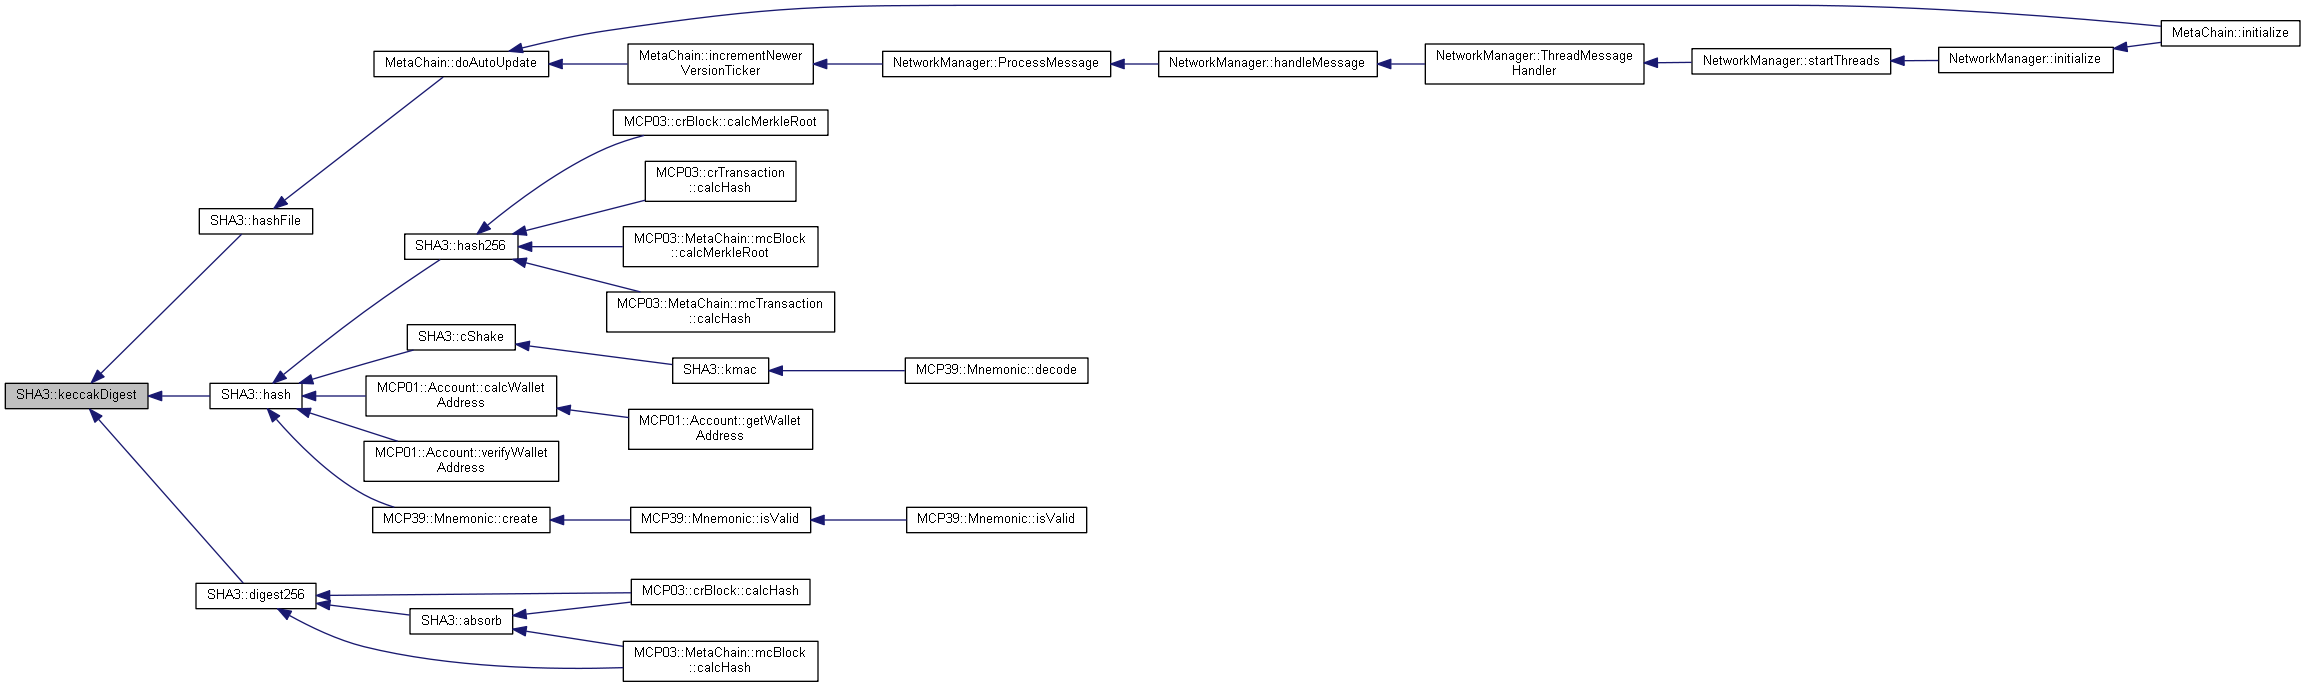 MetaChain::initialize
MetaChain::doAutoUpdate
MetaChain::incrementNewer
VersionTicker
NetworkManager::ProcessMessage
NetworkManager::handleMessage
NetworkManager::ThreadMessage
Handler
NetworkManager::startThreads
NetworkManager::initialize
MCP03::crBlock::calcMerkleRoot
MCP03::crTransaction
::calcHash
SHA3::hashFile
SHA3::hash256
MCP03::MetaChain::mcBlock
::calcMerkleRoot
MCP03::MetaChain::mcTransaction
::calcHash
SHA3::cShake
SHA3::kmac
MCP39::Mnemonic::decode
SHA3::keccakDigest
SHA3::hash
MCP01::Account::calcWallet
Address
MCP01::Account::getWallet
Address
MCP01::Account::verifyWallet
Address
MCP39::Mnemonic::create
MCP39::Mnemonic::isValid
MCP39::Mnemonic::isValid
SHA3::digest256
MCP03::crBlock::calcHash
SHA3::absorb
MCP03::MetaChain::mcBlock
::calcHash